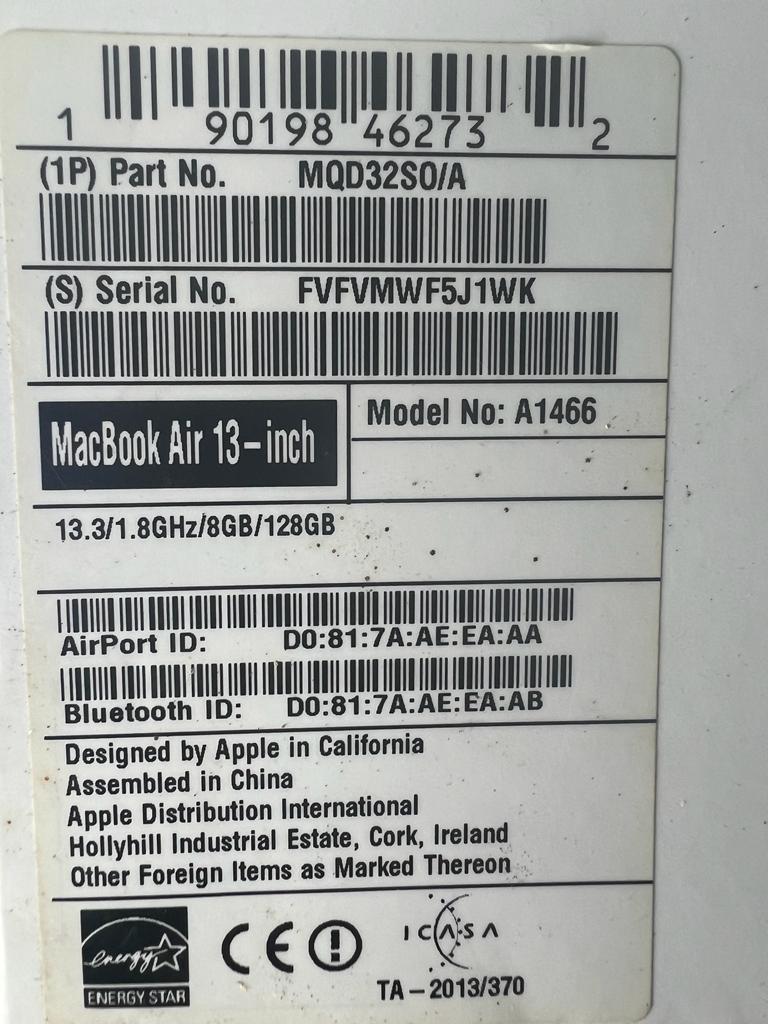 1 90198 46273 2
(1P) Part No. MQD32SO/A
(S) Serial No. FVFVMWF5J1WK
MacBook Air 13-inch
Model No: A1466
13.3/1.8GHz/8GB/128GB
AirPort ID: D0:81:7A:AE:EA:AA
Bluetooth ID: D0:81:7A:AE:EA:AB
Designed by Apple in California
Assembled in China
Apple Distribution International
Hollyhill Industrial Estate, Cork, Ireland
Other Foreign Items as Marked Thereon
energy
ENERGY STAR
CE
ICASA
TA-2013/370